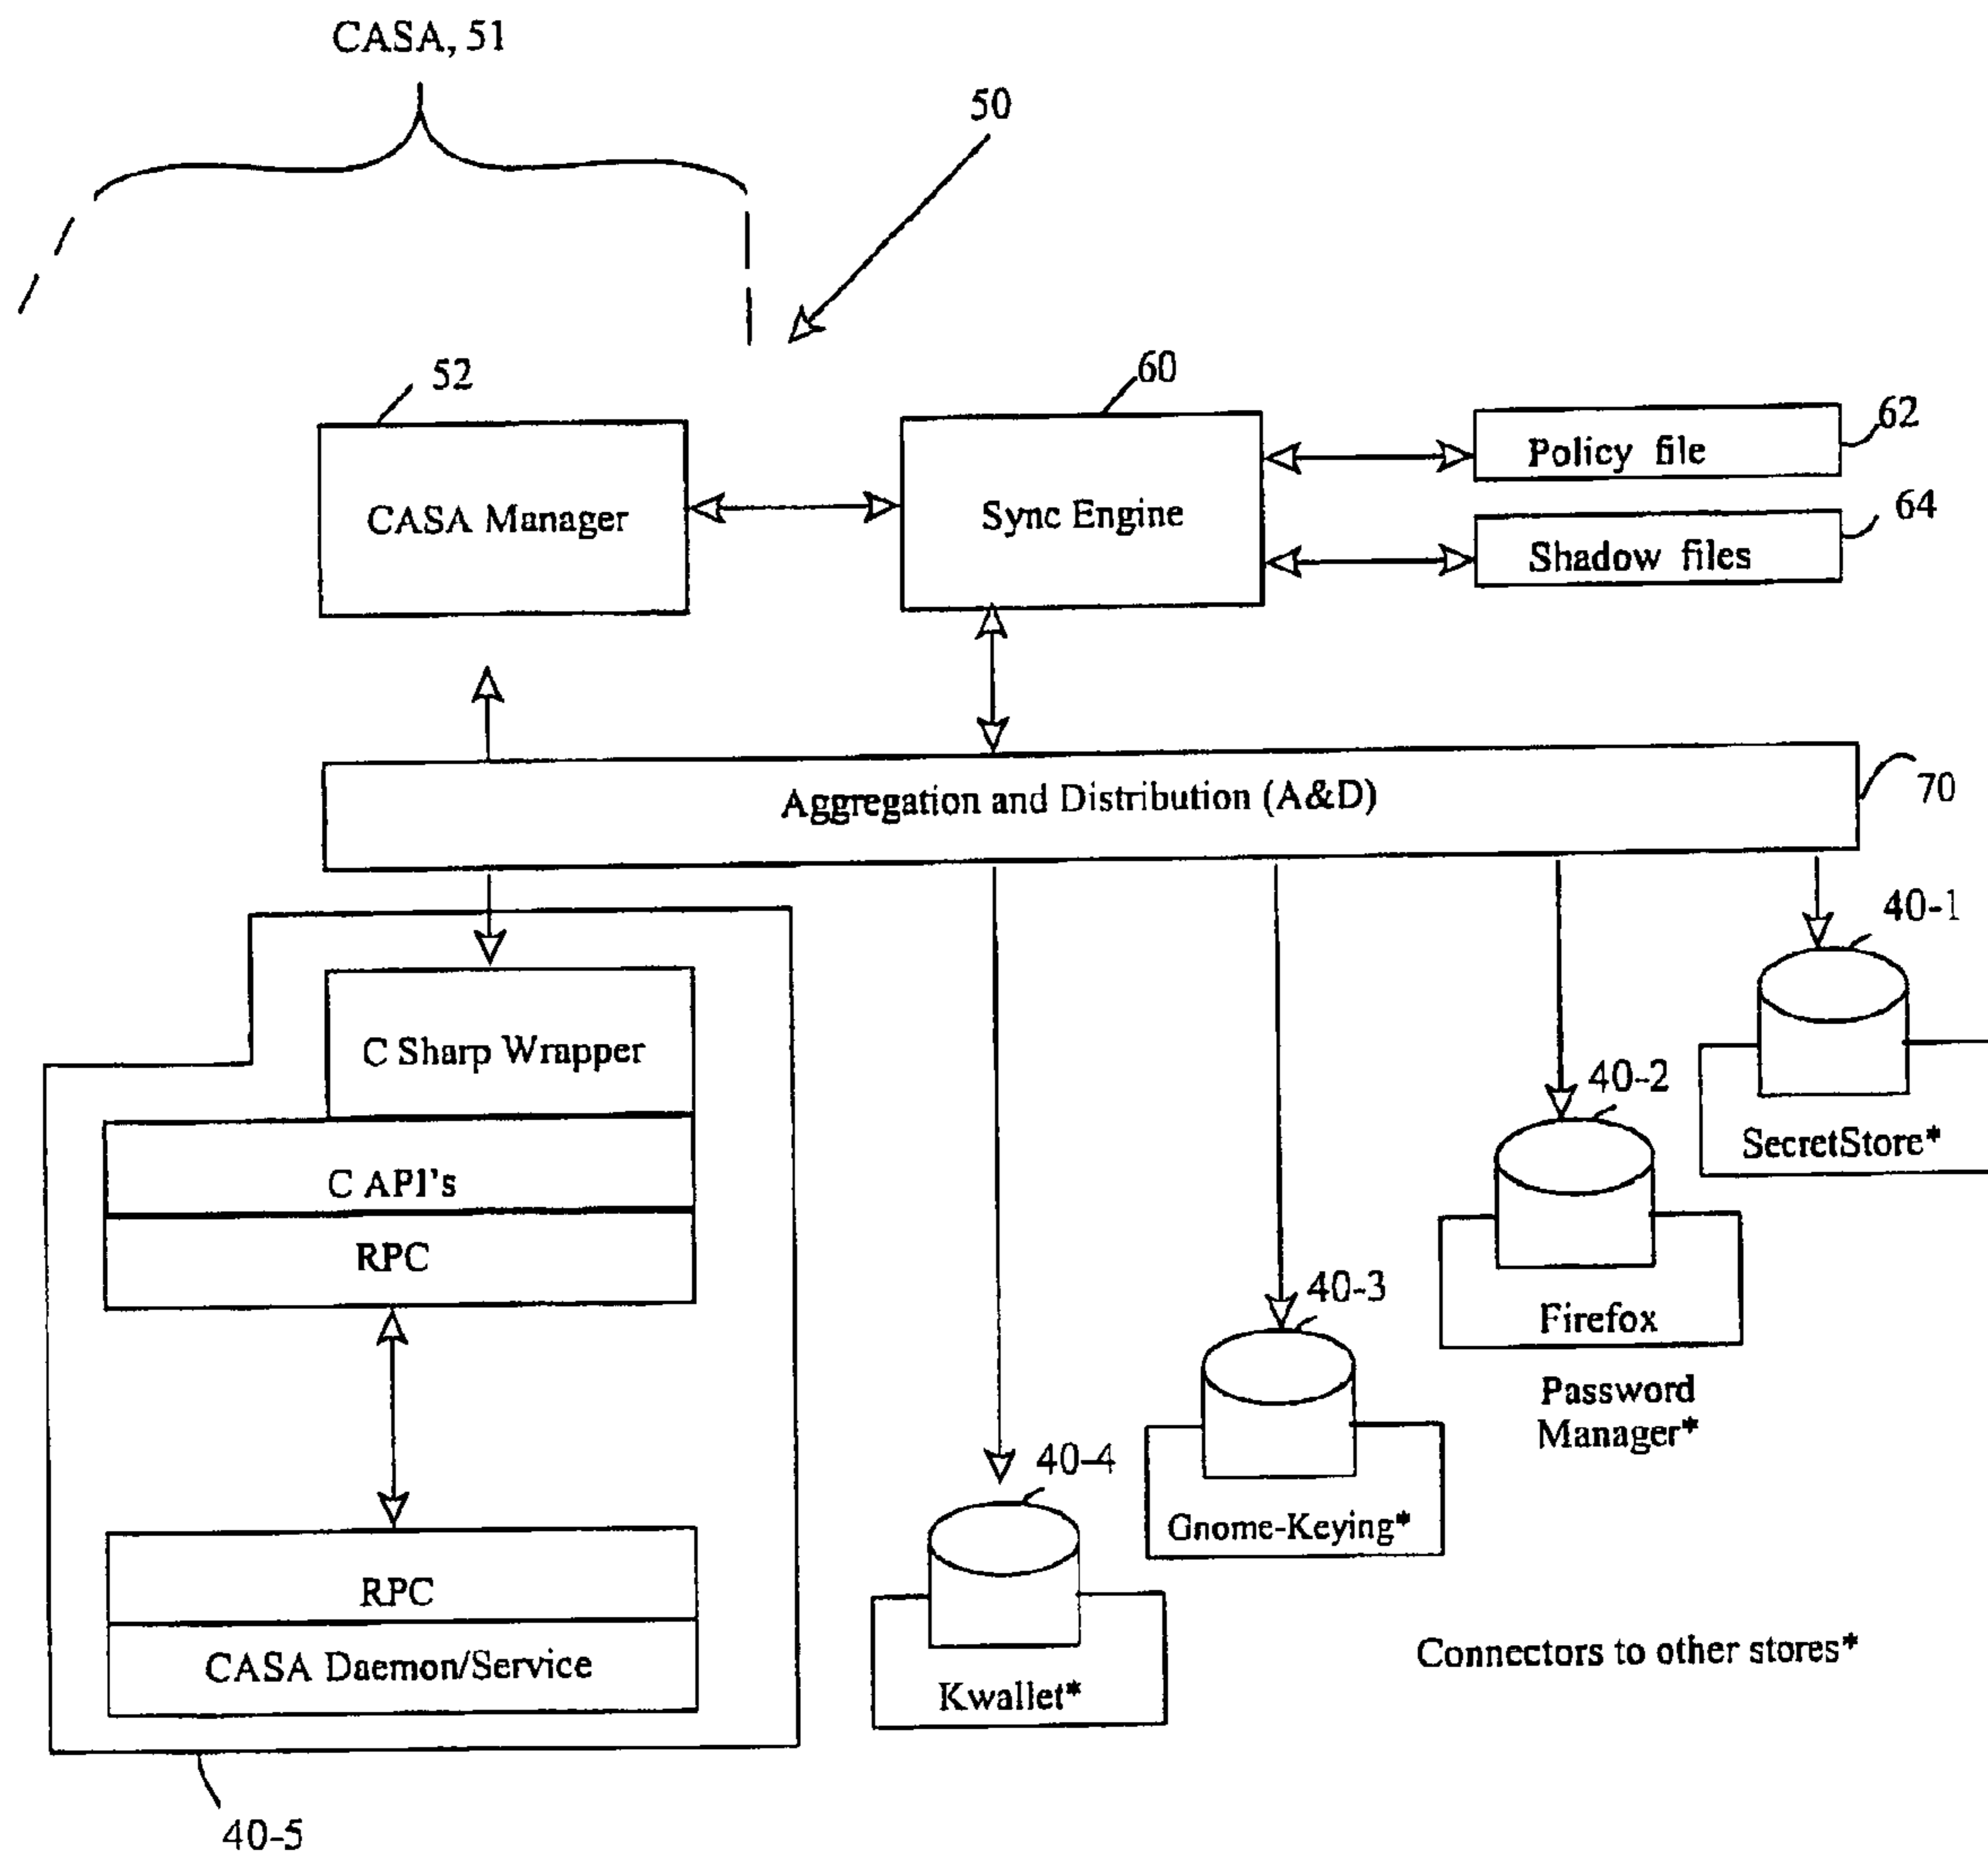 CASA, 51
50
52
60
62
Policy file
CASA Manager
Sync Engine
64
Shadow files
Aggregation and Distribution (A&D)
70
40-1
C Sharp Wrapper
40-2
SecretStore*
C API's
RPC
40-3
Firefox
Password
Manager*
40-4
Gnome-Keying*
RPC
CASA Daemon/Service
Kwallet*
Connectors to other stores*
40-5